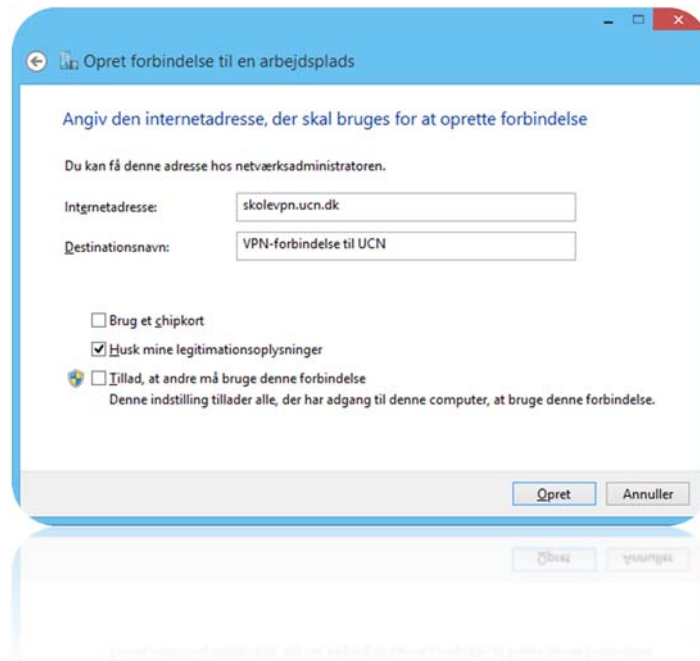 Opret forbindelse til en arbejdsplads
Angiv den internetadresse, der skal bruges for at oprette forbindelse
Du kan få denne adresse hos netværksadministratoren.
Internetadresse: skolevpn.ucn.dk
Destinationsnavn: VPN-forbindelse til UCN
Brug et chipkort
Husk mine legitimationsoplysninger
Tillad, at andre må bruge denne forbindelse
Denne indstilling tillader alle, der har adgang til denne computer, at bruge denne forbindelse.
Opret Annuller